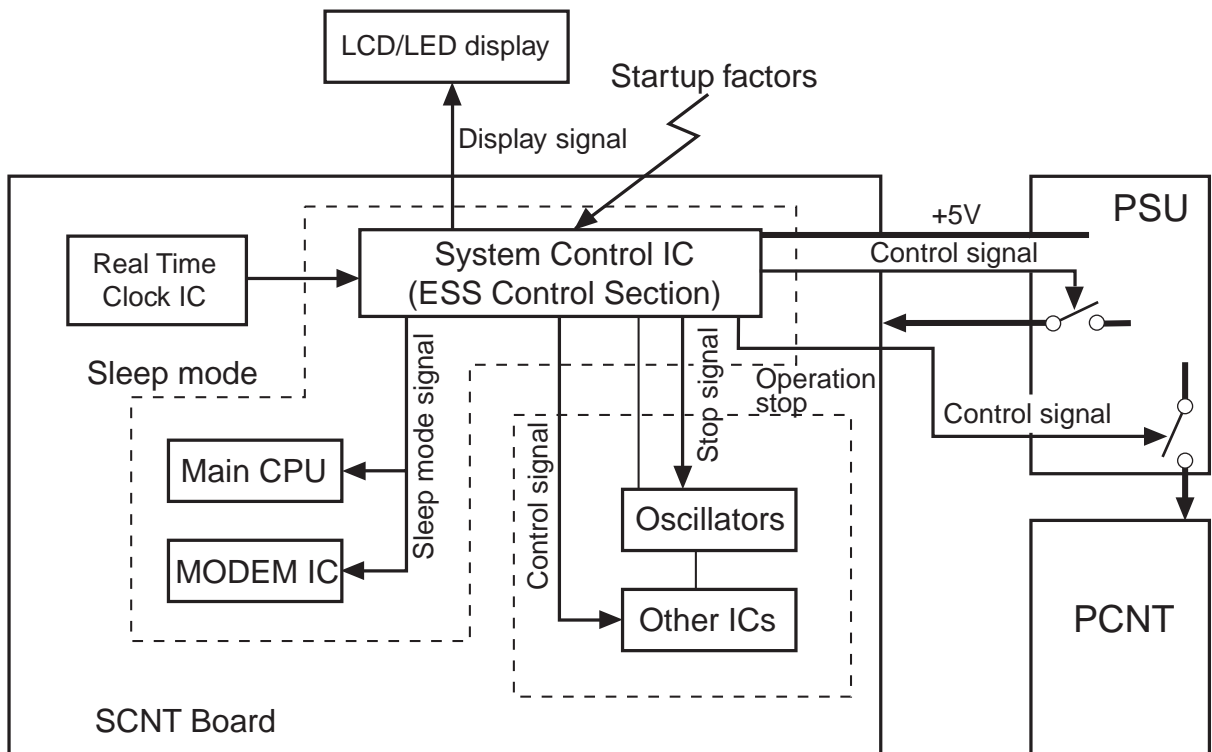 LCD/LED display
Startup factors
Display signal
PSU
+5V
Control signal
System Control IC
(ESS Control Section)
Real Time
Clock IC
Sleep mode
Sleep mode signal
Control signal
Stop signal
Operation
stop
Control signal
Main CPU
MODEM IC
Oscillators
Other ICs
PCNT
SCNT Board